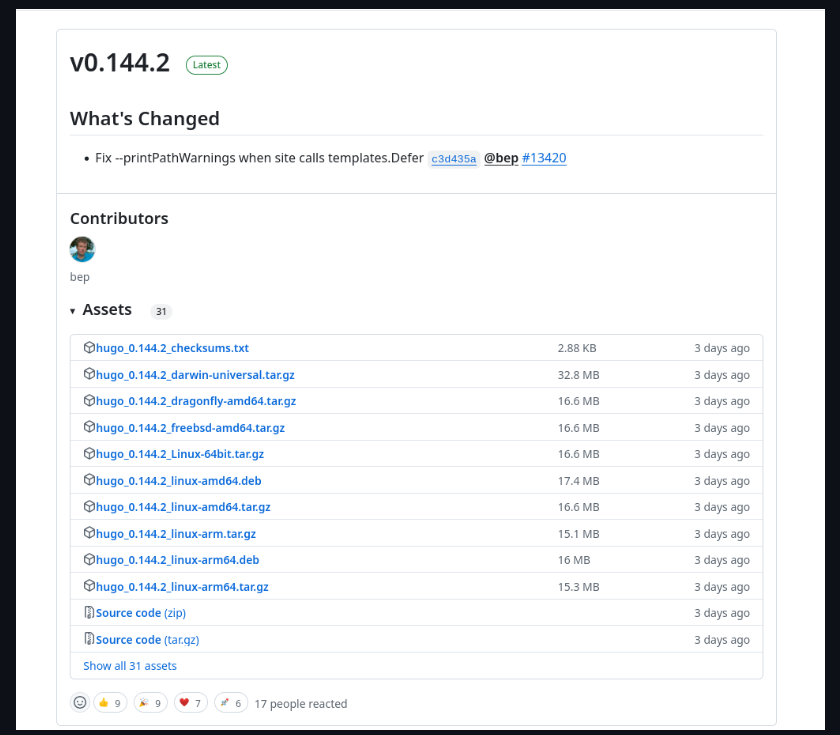 v0.144.2 Latest
What's Changed
• Fix --printPathWarnings when site calls templates.Defer c3d435a @bep #13420
Contributors
bep
▾ Assets 31
hugo_0.144.2_checksums.txt 2.88 KB 3 days ago
hugo_0.144.2_darwin-universal.tar.gz 32.8 MB 3 days ago
hugo_0.144.2_dragonfly-amd64.tar.gz 16.6 MB 3 days ago
hugo_0.144.2_freebsd-amd64.tar.gz 16.6 MB 3 days ago
hugo_0.144.2_Linux-64bit.tar.gz 16.6 MB 3 days ago
hugo_0.144.2_linux-amd64.deb 17.4 MB 3 days ago
hugo_0.144.2_linux-amd64.tar.gz 16.6 MB 3 days ago
hugo_0.144.2_linux-arm.tar.gz 15.1 MB 3 days ago
hugo_0.144.2_linux-arm64.deb 16 MB 3 days ago
hugo_0.144.2_linux-arm64.tar.gz 15.3 MB 3 days ago
Source code (zip) 3 days ago
Source code (tar.gz) 3 days ago
Show all 31 assets
👍 9 🎉 9 ❤️ 7 🚀 6 17 people reacted